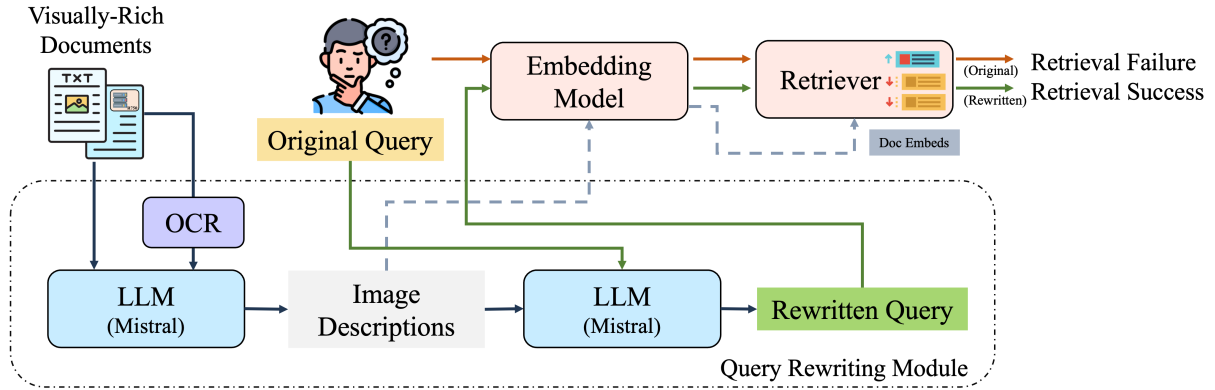 Visually-Rich
Documents
TXT
Original Query
Embedding
Model
Retriever
(Original)
Retrieval Failure
(Rewritten)
Retrieval Success
Doc Embeds
OCR
LLM
(Mistral)
Image
Descriptions
LLM
(Mistral)
Rewritten Query
Query Rewriting Module